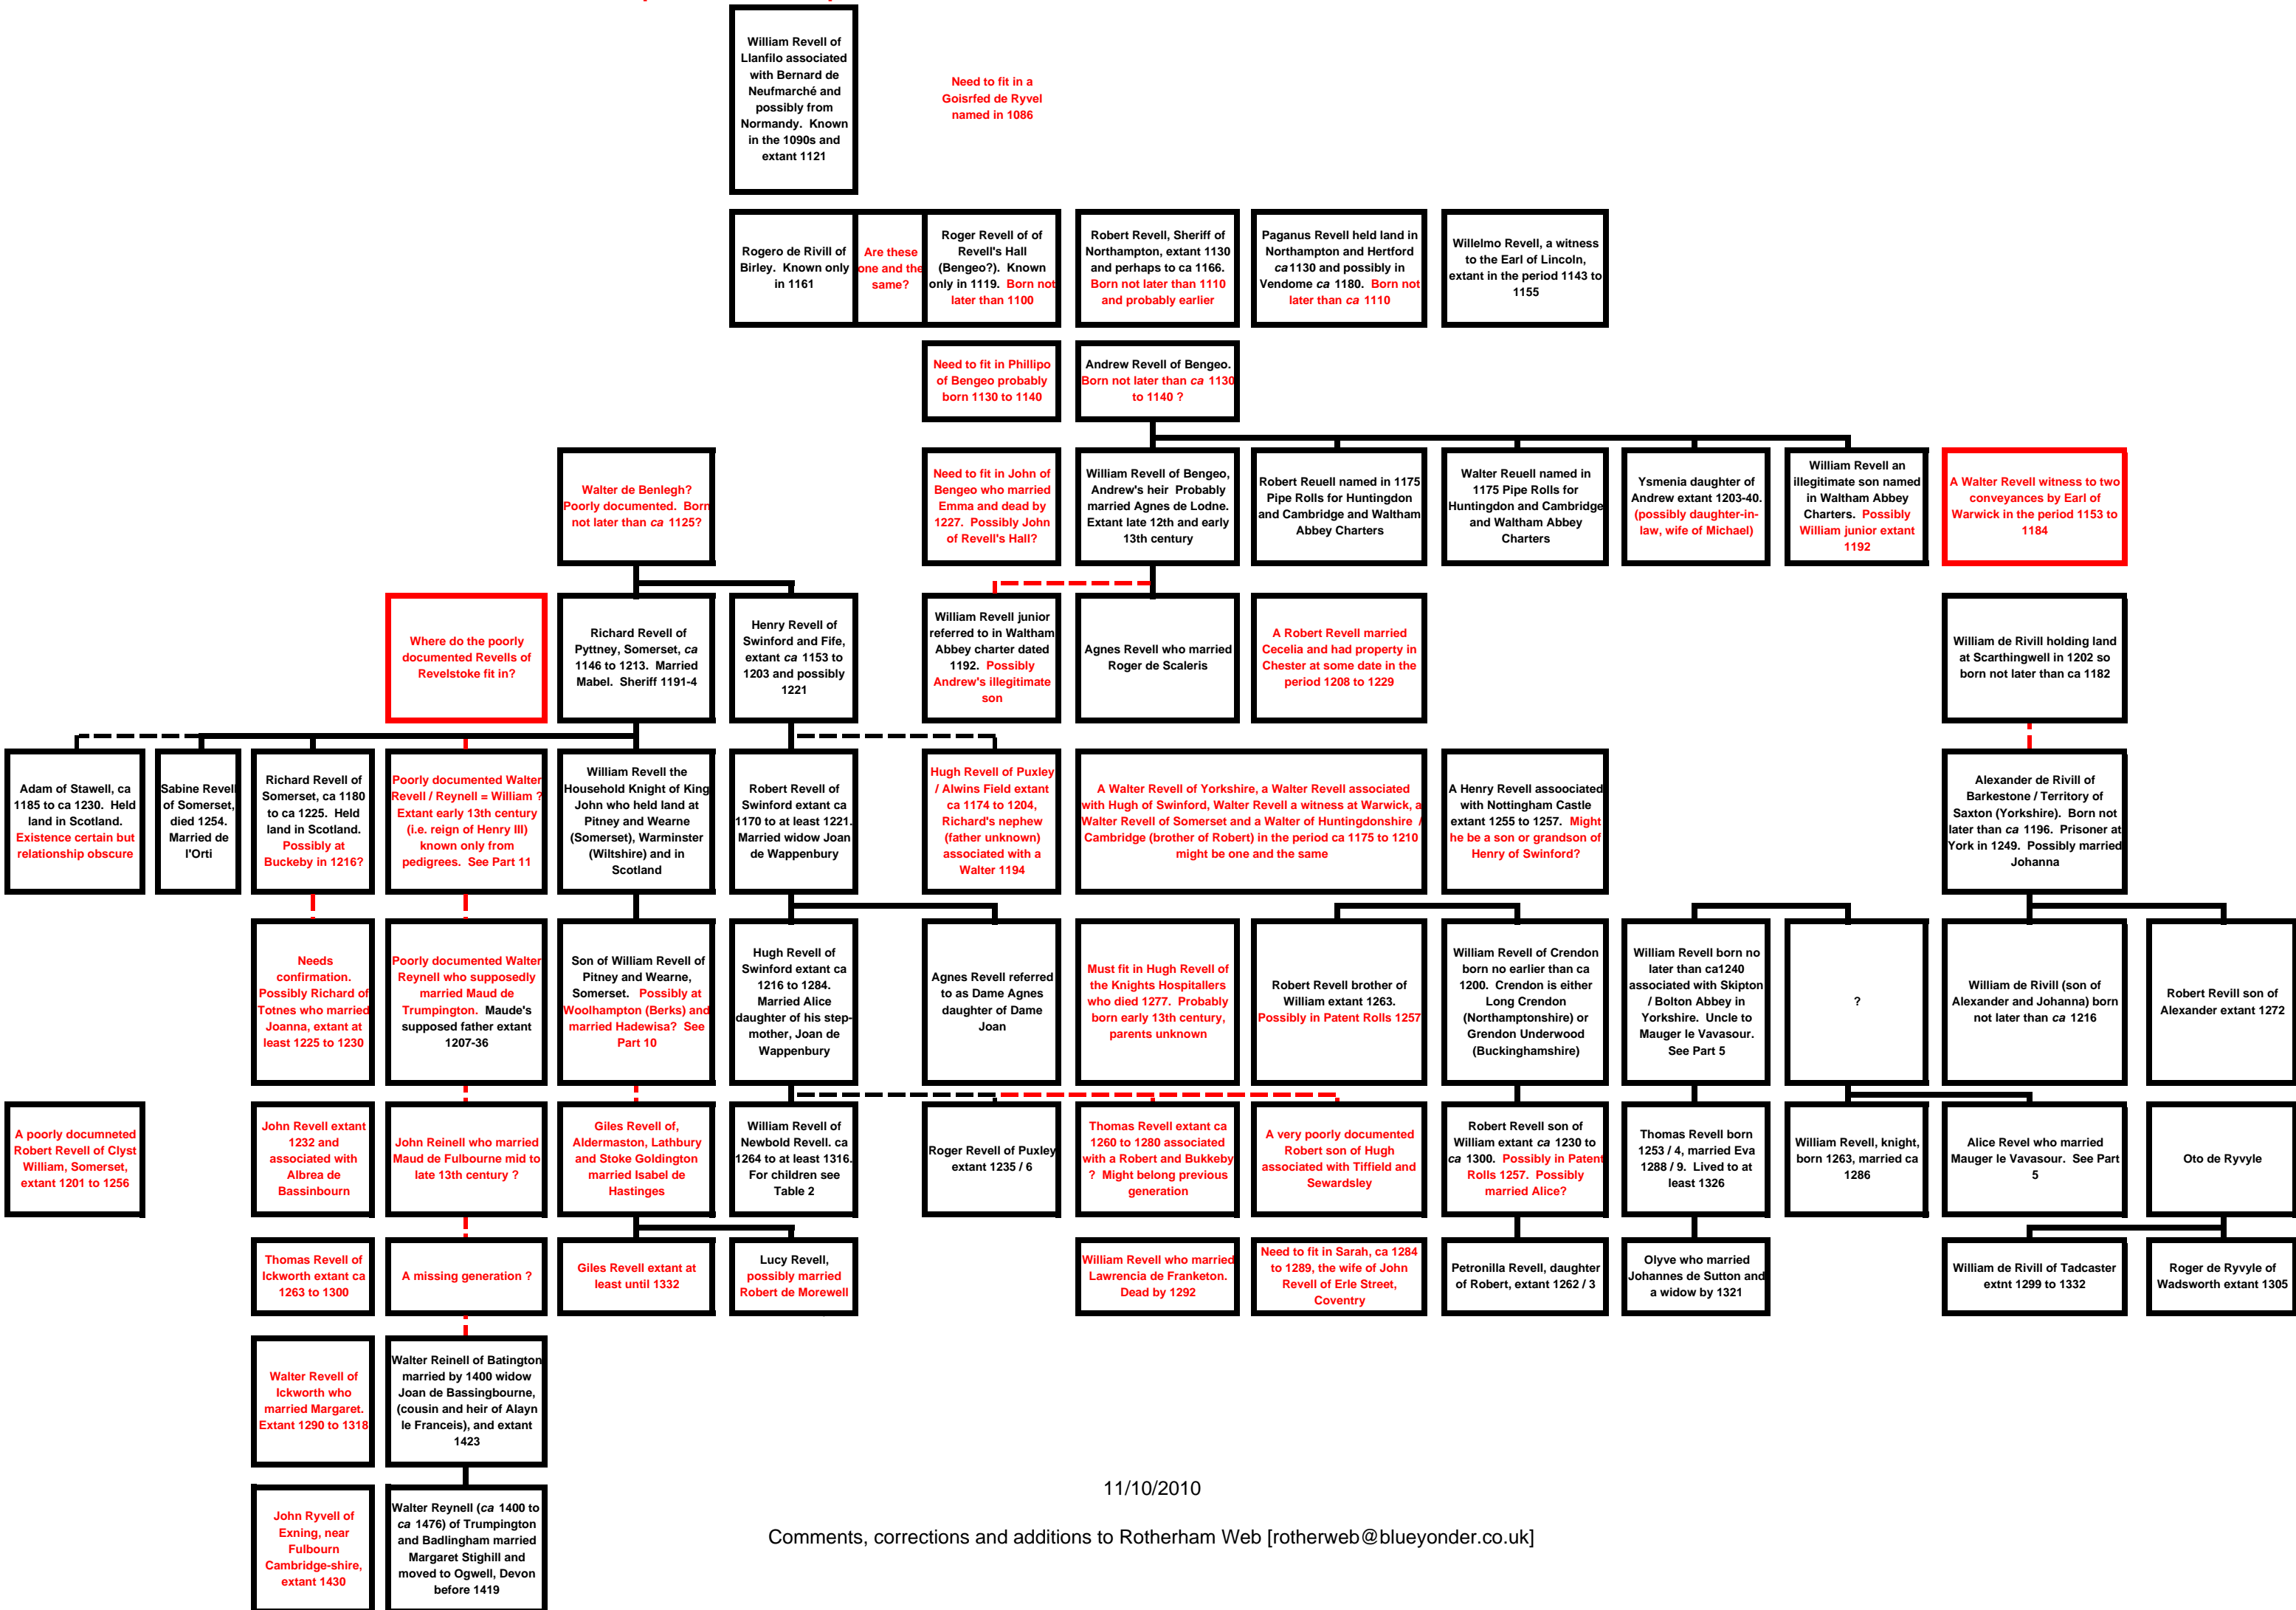 William Revell of
Llanfilo associated
with Bernard de
Neufmarché and
possibly from
Normandy. Known
in the 1090s and
extant 1121
Need to fit in a
Goisrfed de Ryvel
named in 1086
Rogero de Rivill of
Birley. Known only
in 1161
Are these
one and the
same?
Roger Revell of of
Revell's Hall
(Bengeo?). Known
only in 1119. Born not
later than 1100
Robert Revell, Sheriff of
Northampton, extant 1130
and perhaps to ca 1166.
Born not later than 1110
and probably earlier
Paganus Revell held land in
Northampton and Hertford
ca1130 and possibly in
Vendome ca 1180. Born not
later than ca 1110
Willelmo Revell, a witness
to the Earl of Lincoln,
extant in the period 1143 to
1155
Need to fit in Phillipo
of Bengeo probably
born 1130 to 1140
Andrew Revell of Bengeo.
Born not later than ca 1130
to 1140 ?
Walter de Benlegh?
Poorly documented. Born
not later than ca 1125?
Need to fit in John of
Bengeo who married
Emma and dead by
1227. Possibly John
of Revell's Hall?
William Revell of Bengeo,
Andrew's heir Probably
married Agnes de Lodne.
Extant late 12th and early
13th century
Robert Reuell named in 1175
Pipe Rolls for Huntingdon
and Cambridge and Waltham
Abbey Charters
Walter Reuell named in
1175 Pipe Rolls for
Huntingdon and Cambridge
and Waltham Abbey
Charters
Ysmenia daughter of
Andrew extant 1203-40.
(possibly daughter-in-
law, wife of Michael)
William Revell an
illegitimate son named
in Waltham Abbey
Charters. Possibly
William junior extant
1192
A Walter Revell witness to two
conveyances by Earl of
Warwick in the period 1153 to
1184
Where do the poorly
documented Revells of
Revelstoke fit in?
Richard Revell of
Pyttney, Somerset, ca
1146 to 1213. Married
Mabel. Sheriff 1191-4
Henry Revell of
Swinford and Fife,
extant ca 1153 to
1203 and possibly
1221
William Revell junior
referred to in Waltham
Abbey charter dated
1192. Possibly
Andrew's illegitimate
son
Agnes Revell who married
Roger de Scaleris
A Robert Revell married
Cecelia and had property in
Chester at some date in the
period 1208 to 1229
William de Rivill holding land
at Scarthingwell in 1202 so
born not later than ca 1182
Adam of Stawell, ca
1185 to ca 1230. Held
land in Scotland.
Existence certain but
relationship obscure
Sabine Revell
of Somerset,
died 1254.
Married de
l'Orti
Richard Revell of
Somerset, ca 1180
to ca 1225. Held
land in Scotland.
Possibly at
Buckeby in 1216?
Poorly documented Walter
Revell / Reynell = William ?
Extant early 13th century
(i.e. reign of Henry III)
known only from
pedigrees. See Part 11
William Revell the
Household Knight of King
John who held land at
Pitney and Wearne
(Somerset), Warminster
(Wiltshire) and in
Scotland
Robert Revell of
Swinford extant ca
1170 to at least 1221.
Married widow Joan
de Wappenbury
Hugh Revell of Puxley
/ Alwins Field extant
ca 1174 to 1204,
Richard's nephew
(father unknown)
associated with a
Walter 1194
A Walter Revell of Yorkshire, a Walter Revell associated
with Hugh of Swinford, Walter Revell a witness at Warwick, a
Walter Revell of Somerset and a Walter of Huntingdonshire /
Cambridge (brother of Robert) in the period ca 1175 to 1210
might be one and the same
A Henry Revell assoociated
with Nottingham Castle
extant 1255 to 1257. Might
he be a son or grandson of
Henry of Swinford?
Alexander de Rivill of
Barkestone / Territory of
Saxton (Yorkshire). Born not
later than ca 1196. Prisoner at
York in 1249. Possibly married
Johanna
Needs
confirmation.
Possibly Richard of
Totnes who married
Joanna, extant at
least 1225 to 1230
Poorly documented Walter
Reynell who supposedly
married Maud de
Trumpington. Maude's
supposed father extant
1207-36
Son of William Revell of
Pitney and Wearne,
Somerset. Possibly at
Woolhampton (Berks) and
married Hadewisa? See
Part 10
Hugh Revell of
Swinford extant ca
1216 to 1284.
Married Alice
daughter of his step-
mother, Joan de
Wappenbury
Agnes Revell referred
to as Dame Agnes
daughter of Dame
Joan
Must fit in Hugh Revell of
the Knights Hospitallers
who died 1277. Probably
born early 13th century,
parents unknown
Robert Revell brother of
William extant 1263.
Possibly in Patent Rolls 1257
William Revell of Crendon
born no earlier than ca
1200. Crendon is either
Long Crendon
(Northamptonshire) or
Grendon Underwood
(Buckinghamshire)
William Revell born no
later than ca1240
associated with Skipton
/ Bolton Abbey in
Yorkshire. Uncle to
Mauger le Vavasour.
See Part 5
?
William de Rivill (son of
Alexander and Johanna) born
not later than ca 1216
Robert Revill son of
Alexander extant 1272
A poorly documneted
Robert Revell of Clyst
William, Somerset,
extant 1201 to 1256
John Revell extant
1232 and
associated with
Albrea de
Bassinbourn
John Reinell who married
Maud de Fulbourne mid to
late 13th century ?
Giles Revell of,
Aldermaston, Lathbury
and Stoke Goldington
married Isabel de
Hastinges
William Revell of
Newbold Revell. ca
1264 to at least 1316.
For children see
Table 2
Roger Revell of Puxley
extant 1235 / 6
Thomas Revell extant ca
1260 to 1280 associated
with a Robert and Bukkeby
? Might belong previous
generation
A very poorly documented
Robert son of Hugh
associated with Tiffield and
Sewardsley
Robert Revell son of
William extant ca 1230 to
ca 1300. Possibly in Patent
Rolls 1257. Possibly
married Alice?
Thomas Revell born
1253 / 4, married Eva
1288 / 9. Lived to at
least 1326
William Revell, knight,
born 1263, married ca
1286
Alice Revel who married
Mauger le Vavasour. See Part
5
Oto de Ryvyle
Thomas Revell of
Ickworth extant ca
1263 to 1300
A missing generation ?
Giles Revell extant at
least until 1332
Lucy Revell,
possibly married
Robert de Morewell
William Revell who married
Lawrencia de Franketon.
Dead by 1292
Need to fit in Sarah, ca 1284
to 1289, the wife of John
Revell of Erle Street,
Coventry
Petronilla Revell, daughter
of Robert, extant 1262 / 3
Olyve who married
Johannes de Sutton and
a widow by 1321
William de Rivill of Tadcaster
extnt 1299 to 1332
Roger de Ryvyle of
Wadsworth extant 1305
Walter Revell of
Ickworth who
married Margaret.
Extant 1290 to 1318
Walter Reinell of Batington
married by 1400 widow
Joan de Bassingbourne,
(cousin and heir of Alayn
le Franceis), and extant
1423
John Ryvell of
Exning, near
Fulbourn
Cambridge-shire,
extant 1430
Walter Reynell (ca 1400 to
ca 1476) of Trumpington
and Badlingham married
Margaret Stighill and
moved to Ogwell, Devon
before 1419
11/10/2010
Comments, corrections and additions to Rotherham Web [rotherweb@blueyonder.co.uk]